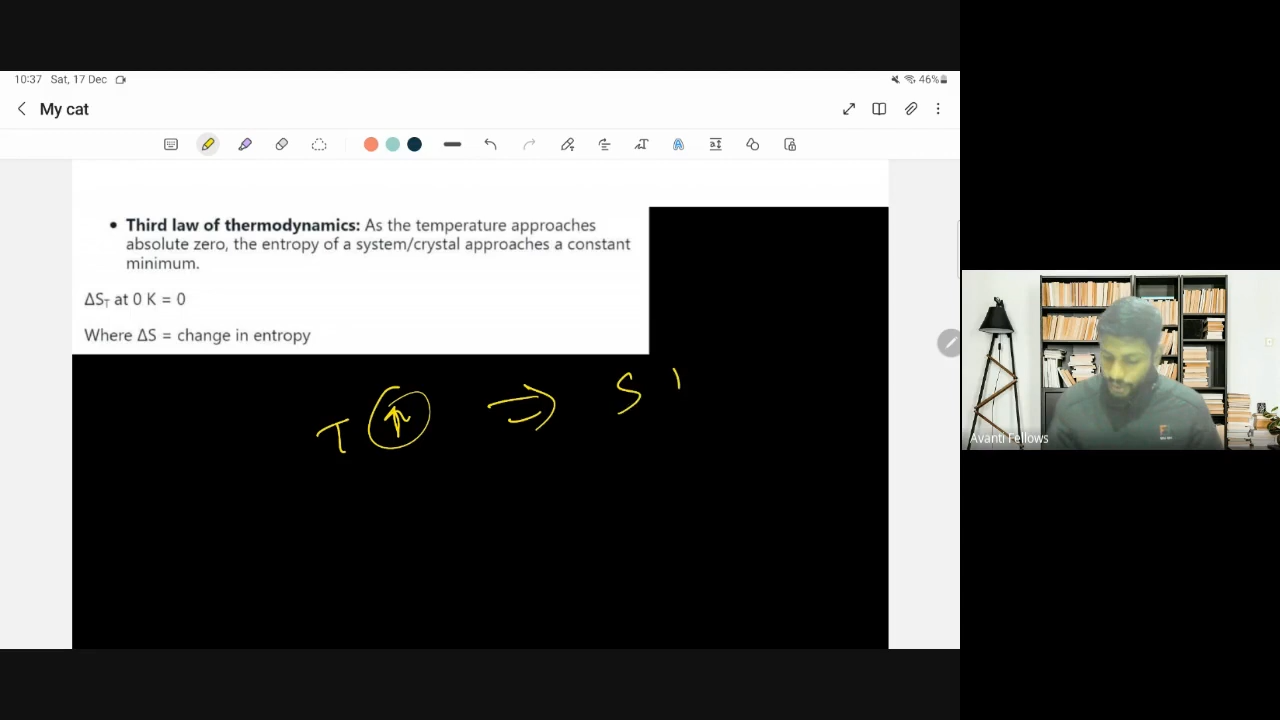 10:37 Sat, 17 Dec
46%
My cat
• Third law of thermodynamics: As the temperature approaches
absolute zero, the entropy of a system/crystal approaches a constant
minimum.
ΔS_T at 0 K = 0
Where ΔS = change in entropy
T ↑ ⇒ S
Avanti Fellows